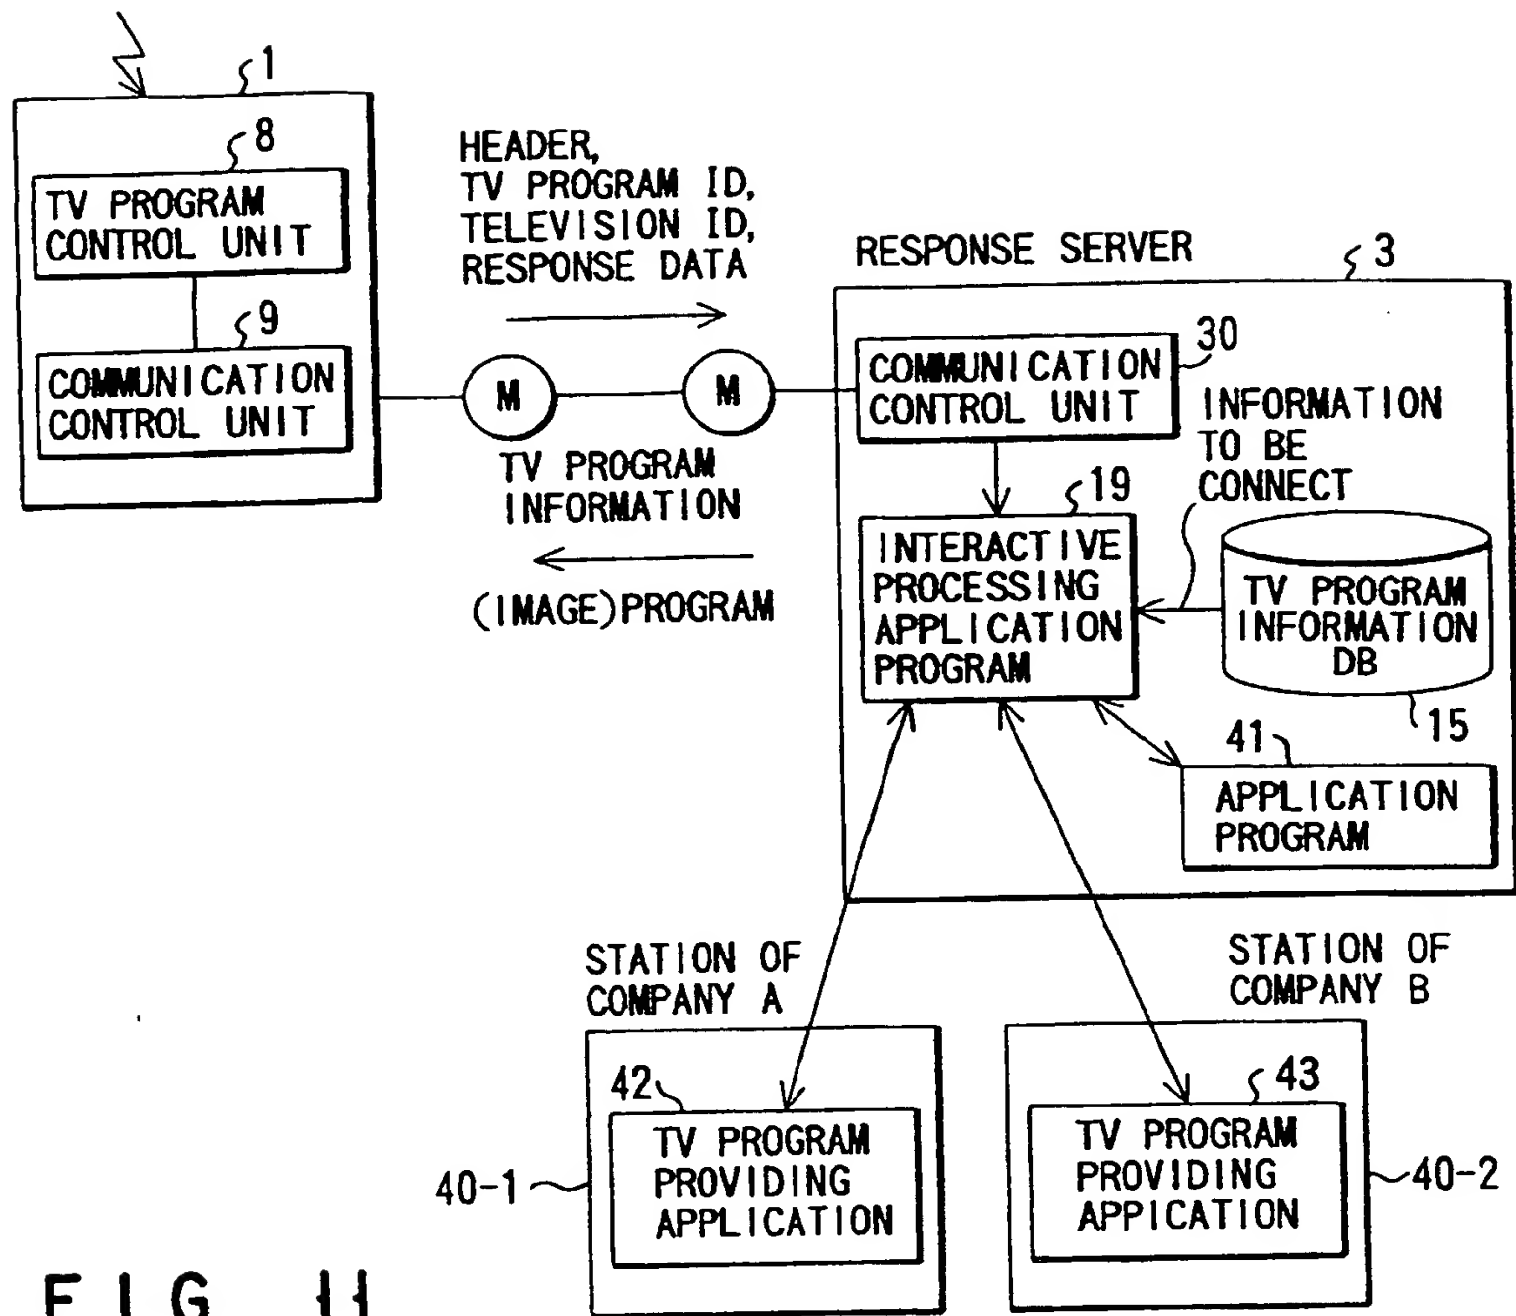 1
8
TV PROGRAM
CONTROL UNIT
9
COMMUNICATION
CONTROL UNIT
HEADER,
TV PROGRAM ID,
TELEVISION ID,
RESPONSE DATA
M
M
TV PROGRAM
INFORMATION
(IMAGE)PROGRAM
RESPONSE SERVER
3
COMMUNICATION
CONTROL UNIT
30
INFORMATION
TO BE
CONNECT
19
INTERACTIVE
PROCESSING
APPLICATION
PROGRAM
TV PROGRAM
INFORMATION
DB
15
41
APPLICATION
PROGRAM
STATION OF
COMPANY A
42
TV PROGRAM
PROVIDING
APPLICATION
40-1
STATION OF
COMPANY B
43
TV PROGRAM
PROVIDING
APPICATION
40-2
FIG. 11